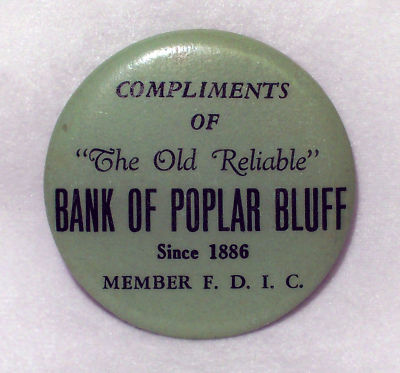 COMPLIMENTS
OF
"The Old Reliable"
BANK OF POPLAR BLUFF
Since 1886
MEMBER F. D. I. C.